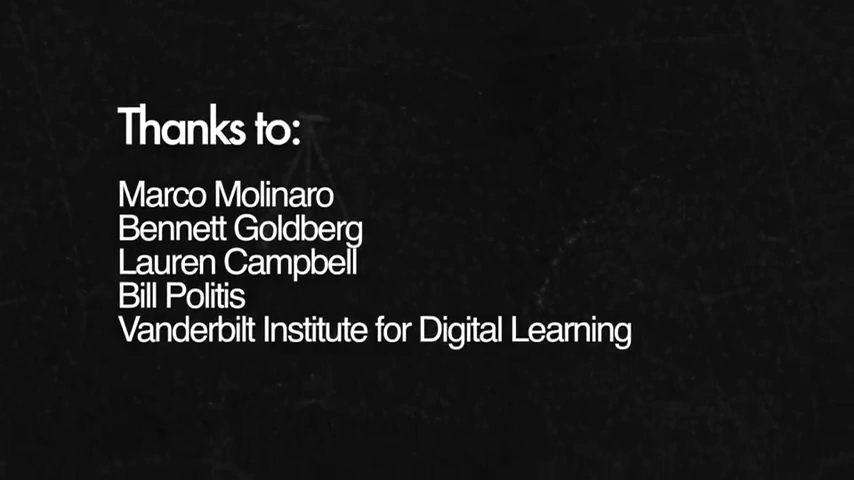 Thanks to:
Marco Molinaro
Bennett Goldberg
Lauren Campbell
Bill Politis
Vanderbilt Institute for Digital Learning